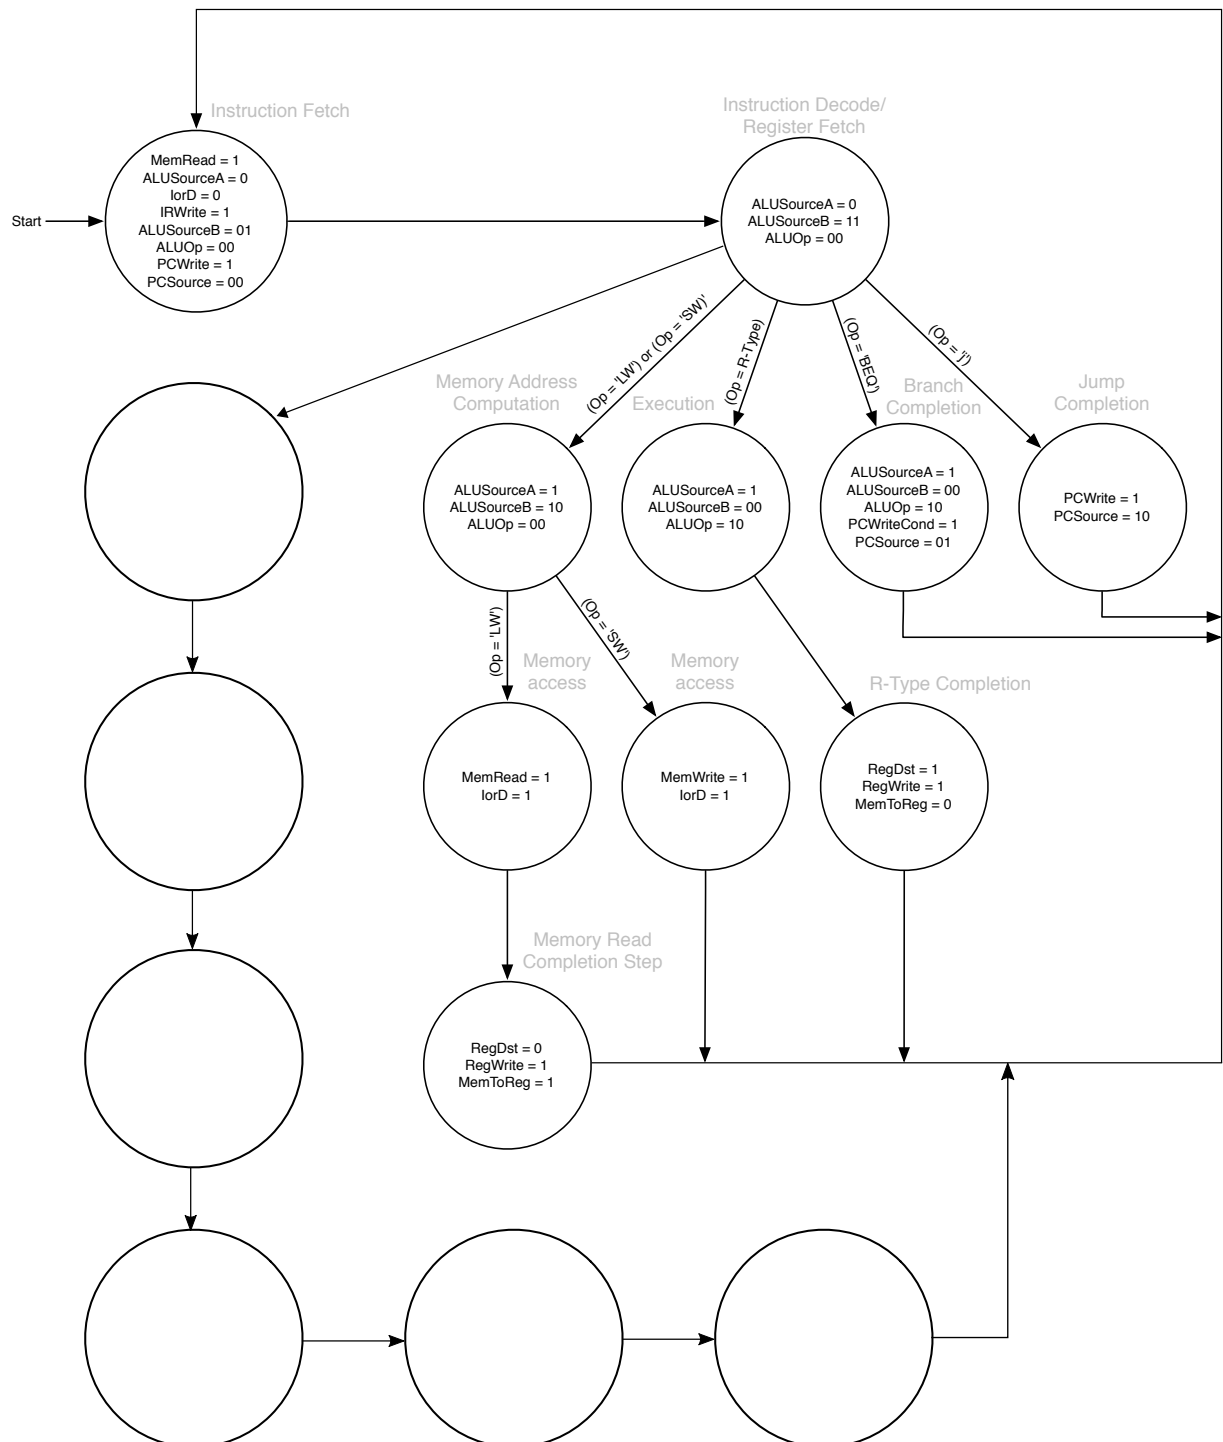 Instruction Fetch
Instruction Decode/
Register Fetch
MemRead = 1
ALUSourceA = 0
IorD = 0
IRWrite = 1
ALUSourceB = 01
ALUOp = 00
PCWrite = 1
PCSource = 00
Start
ALUSourceA = 0
ALUSourceB = 11
ALUOp = 00
(Op = 'LW') or (Op = 'SW)'
(Op = R-Type)
(Op = 'BEQ')
(Op = 'j')
Memory Address
Computation
Execution
Branch
Completion
Jump
Completion
ALUSourceA = 1
ALUSourceB = 10
ALUOp = 00
ALUSourceA = 1
ALUSourceB = 00
ALUOp = 10
ALUSourceA = 1
ALUSourceB = 00
ALUOp = 10
PCWriteCond = 1
PCSource = 01
PCWrite = 1
PCSource = 10
(Op = 'LW')
(Op = 'SW')
Memory
access
Memory
access
R-Type Completion
MemRead = 1
IorD = 1
MemWrite = 1
IorD = 1
RegDst = 1
RegWrite = 1
MemToReg = 0
Memory Read
Completion Step
RegDst = 0
RegWrite = 1
MemToReg = 1